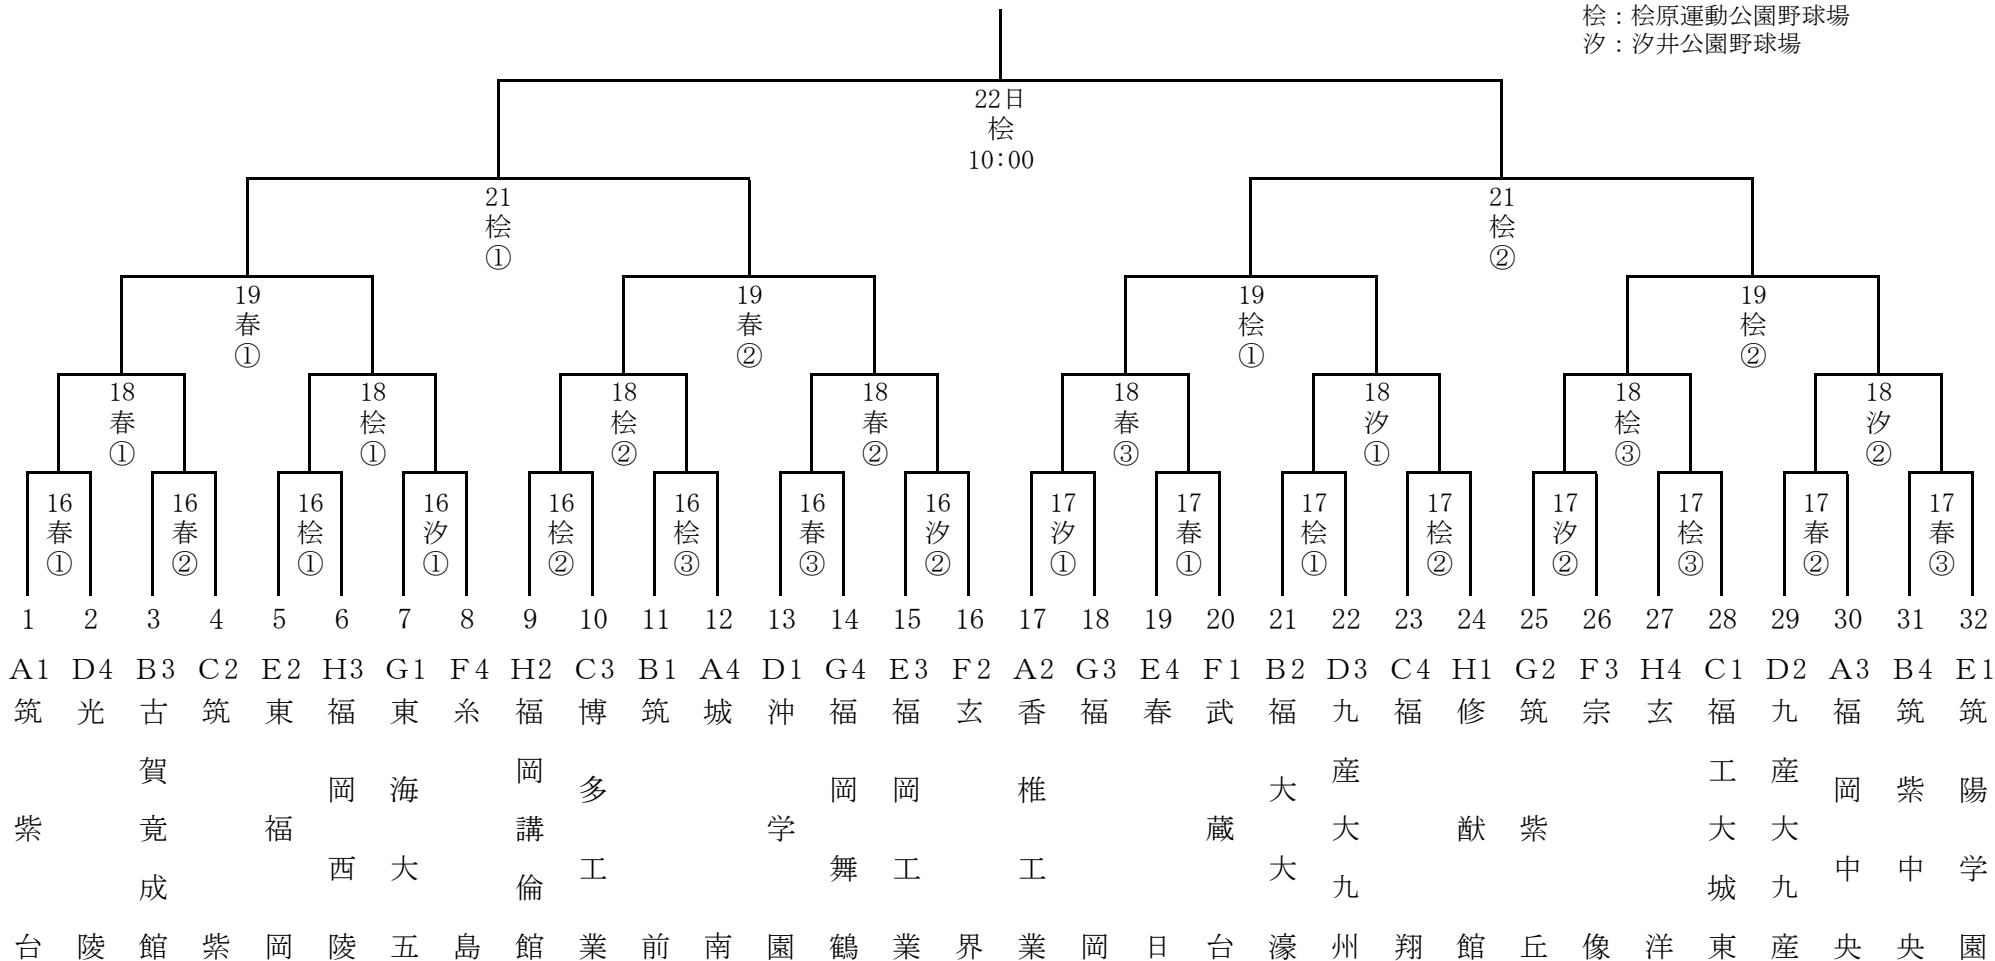 桧：桧原運動公園野球場
汐：汐井公園野球場
22日
桧
10:00
21
桧
①
21
桧
②
19
春
①
19
春
②
19
桧
①
19
桧
②
18
春
①
18
桧
①
18
桧
②
18
春
②
18
春
③
18
汐
①
18
桧
③
18
汐
②
16
春
①
16
春
②
16
桧
①
16
汐
①
16
桧
②
16
桧
③
16
春
③
16
汐
②
17
汐
①
17
春
①
17
桧
①
17
桧
②
17
汐
②
17
桧
③
17
春
②
17
春
③
1 2 3 4 5 6 7 8 9 10 11 12 13 14 15 16 17 18 19 20 21 22 23 24 25 26 27 28 29 30 31 32
A1 D4 B3 C2 E2 H3 G1 F4 H2 C3 B1 A4 D1 G4 E3 F2 A2 G3 E4 F1 B2 D3 C4 H1 G2 F3 H4 C1 D2 A3 B4 E1
筑紫台
光陵
古賀竟成館
筑紫
東福岡
福岡西陵
東海大五
糸島
福岡講倫館
博多工業
筑前
城南
沖学園
福岡舞鶴
福岡工業
玄界
香椎工業
福岡
春日
武蔵台
福大大濠
九産大九州
福翔
修猷館
筑紫丘
宗像
玄洋
福工大城東
九産大九産
福岡中央
筑紫中央
筑陽学園